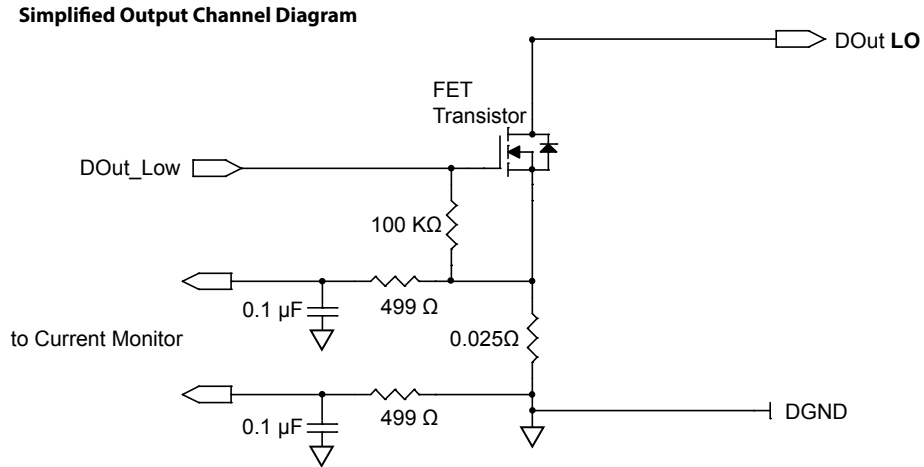 Simplified Output Channel Diagram
DOut LO
FET
Transistor
DOut_Low
100 KΩ
0.1 µF
499 Ω
to Current Monitor
0.025Ω
0.1 µF
499 Ω
DGND